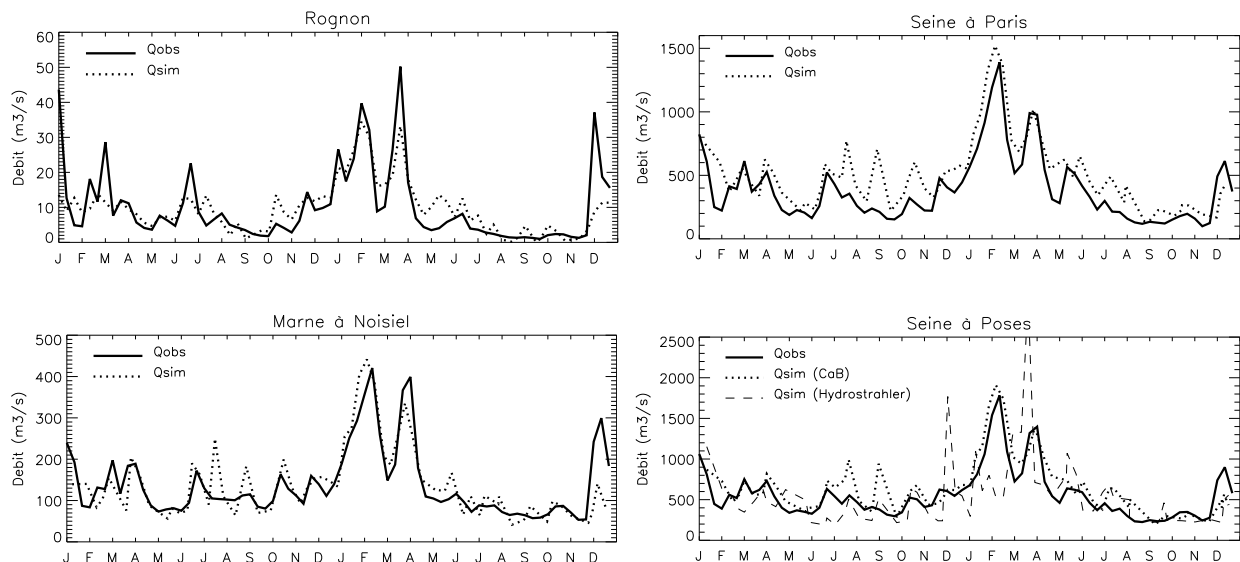 Rognon
Debit (m3/s)
60
50
40
30
20
10
0
Qobs
Qsim
J F M A M J J A S O N D J F M A M J J A S O N D
Seine à Paris
Debit (m3/s)
1500
1000
500
0
Qobs
Qsim
J F M A M J J A S O N D J F M A M J J A S O N D
Marne à Noisiel
Debit (m3/s)
500
400
300
200
100
0
Qobs
Qsim
J F M A M J J A S O N D J F M A M J J A S O N D
Seine à Poses
Debit (m3/s)
2500
2000
1500
1000
500
0
Qobs
Qsim (CaB)
Qsim (Hydrostrahler)
J F M A M J J A S O N D J F M A M J J A S O N D